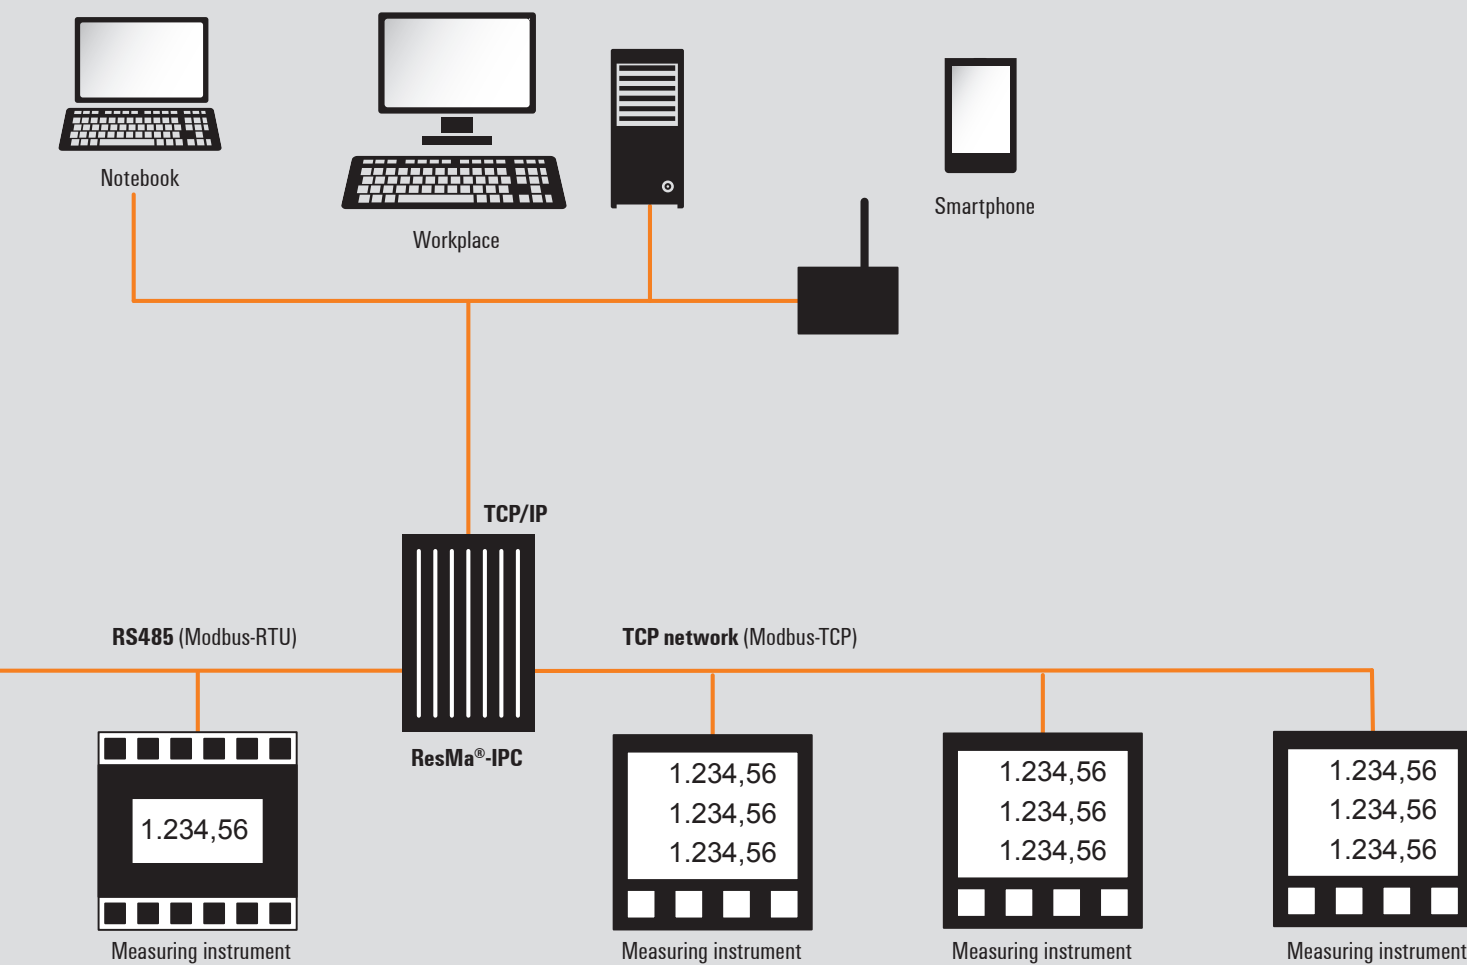 Notebook
Workplace
Smartphone
TCP/IP
RS485 (Modbus-RTU)
TCP network (Modbus-TCP)
ResMa®-IPC
1.234,56
1.234,56
1.234,56
1.234,56
1.234,56
1.234,56
1.234,56
1.234,56
1.234,56
1.234,56
Measuring instrument
Measuring instrument
Measuring instrument
Measuring instrument